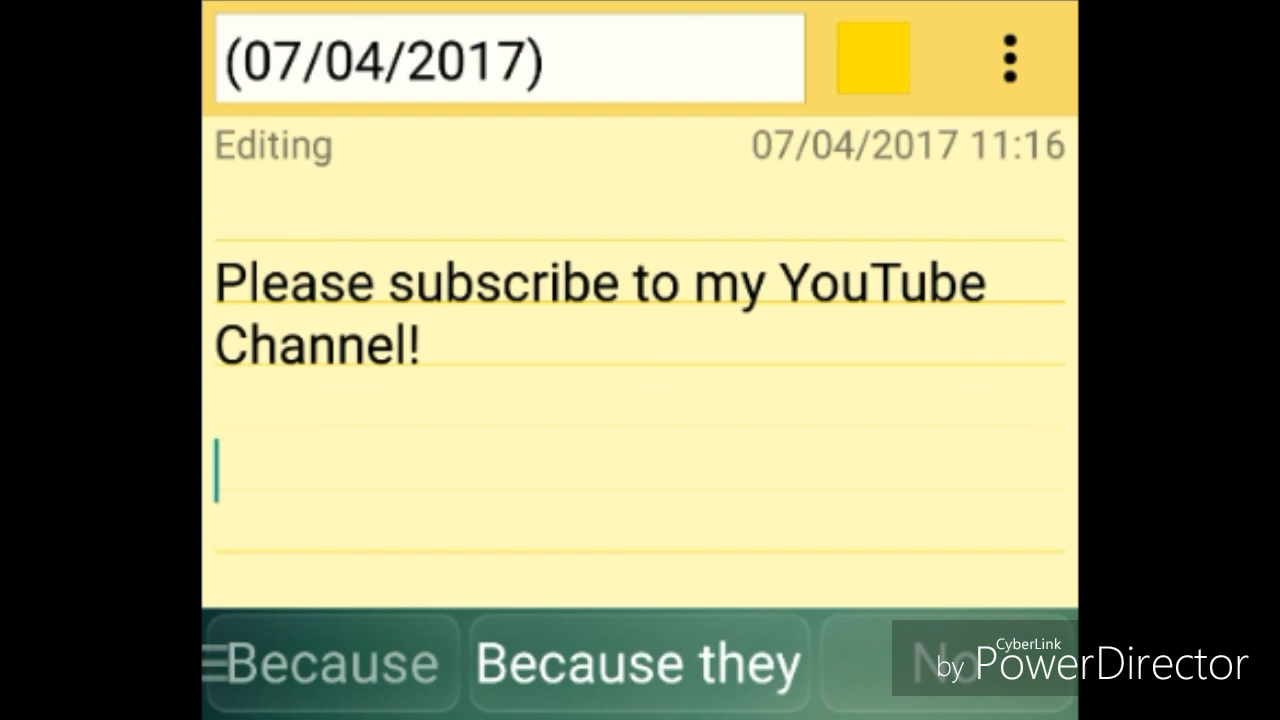 (07/04/2017)
Editing 07/04/2017 11:16
Please subscribe to my YouTube
Channel!
Because Because they No
CyberLink
by PowerDirector